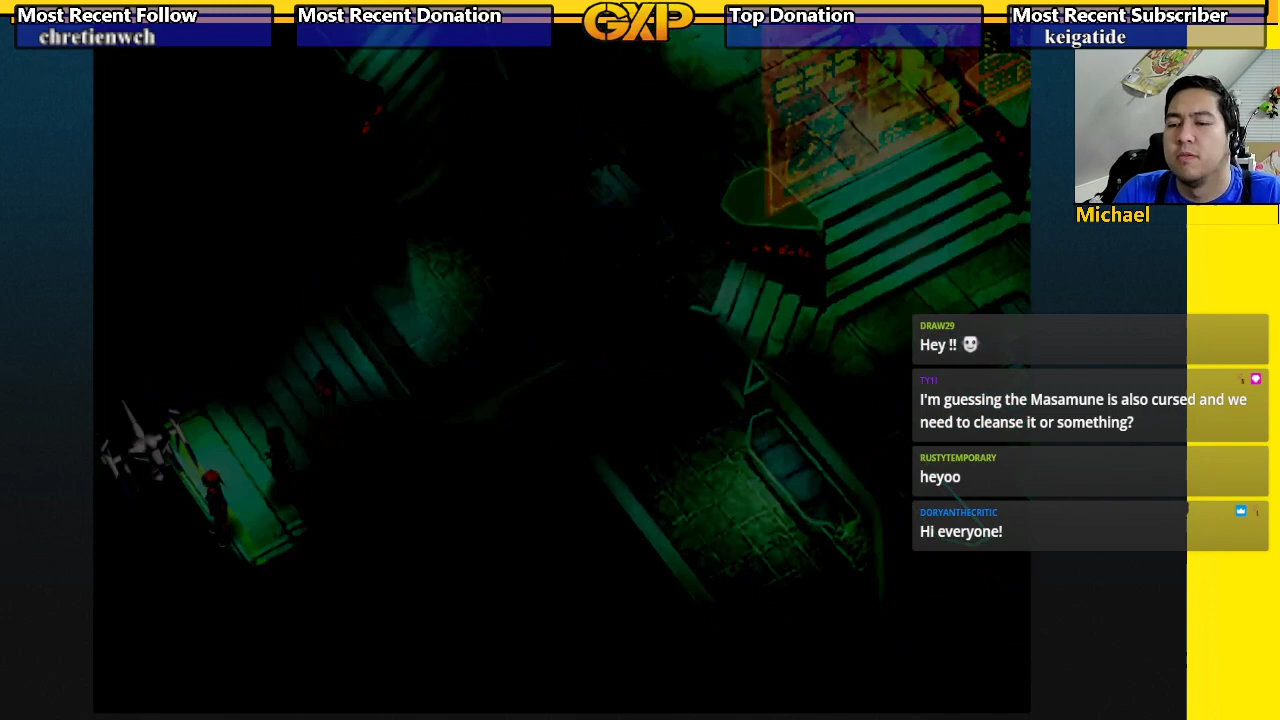 Most Recent Follow
chretienwch
Most Recent Donation
GXP
Top Donation
Most Recent Subscriber
keigatide
Michael
DRAW29
Hey !!
TY1L
I'm guessing the Masamune is also cursed and we
need to cleanse it or something?
RUSTYTEMPORARY
heyoo
DORYANTHECRITIC
Hi everyone!